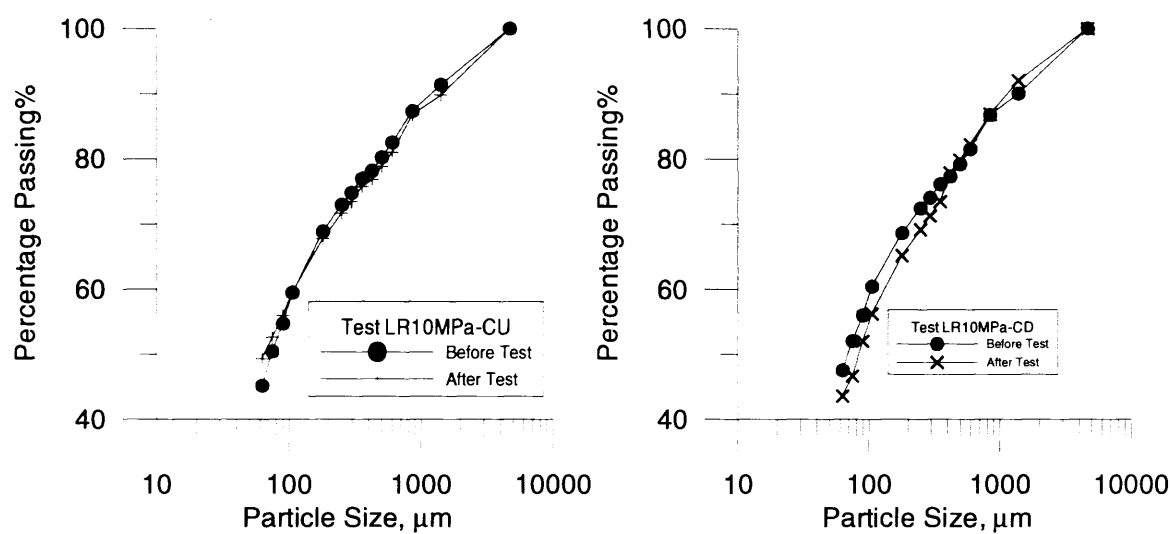 Percentage Passing%
100
80
60
40
Test LR10MPa-CU
Before Test
After Test
10 100 1000 10000
Particle Size, μm
Percentage Passing%
100
80
60
40
Test LR10MPa-CD
Before Test
After Test
10 100 1000 10000
Particle Size, μm